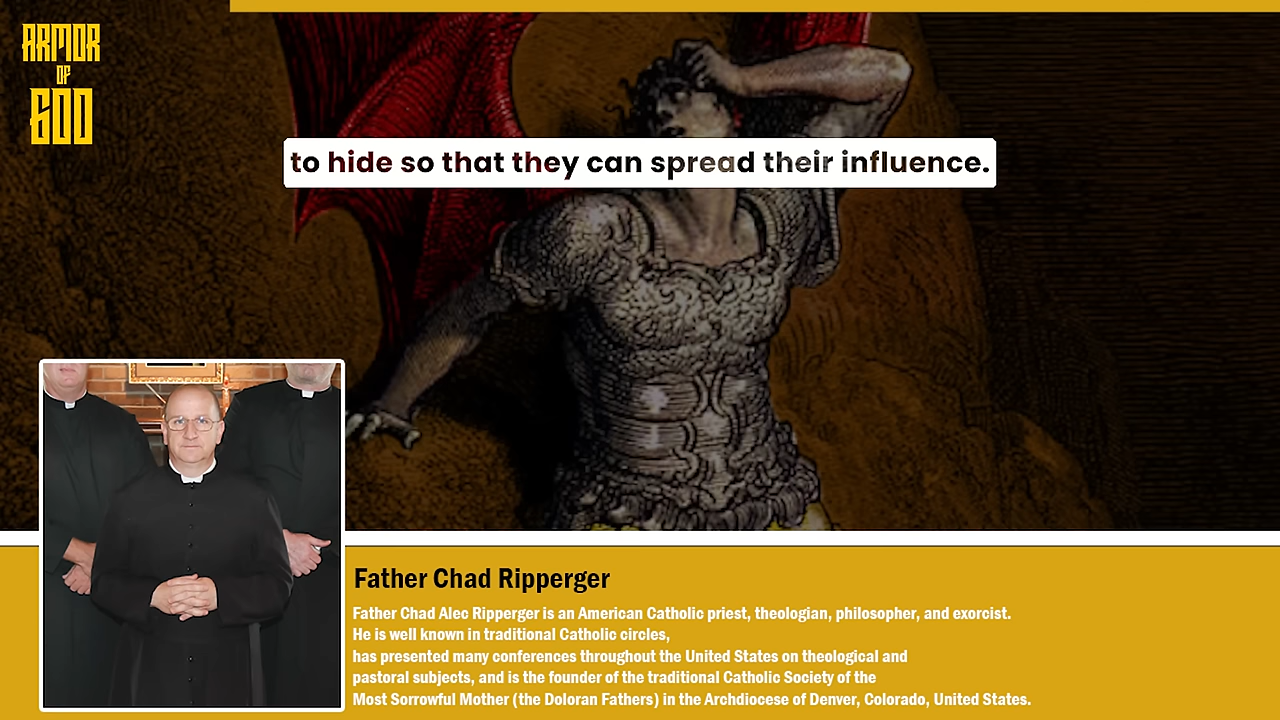 ARMOR
OF
GOD
to hide so that they can spread their influence.
Father Chad Ripperger
Father Chad Alec Ripperger is an American Catholic priest, theologian, philosopher, and exorcist.
He is well known in traditional Catholic circles,
has presented many conferences throughout the United States on theological and
pastoral subjects, and is the founder of the traditional Catholic Society of the
Most Sorrowful Mother (the Doloran Fathers) in the Archdiocese of Denver, Colorado, United States.